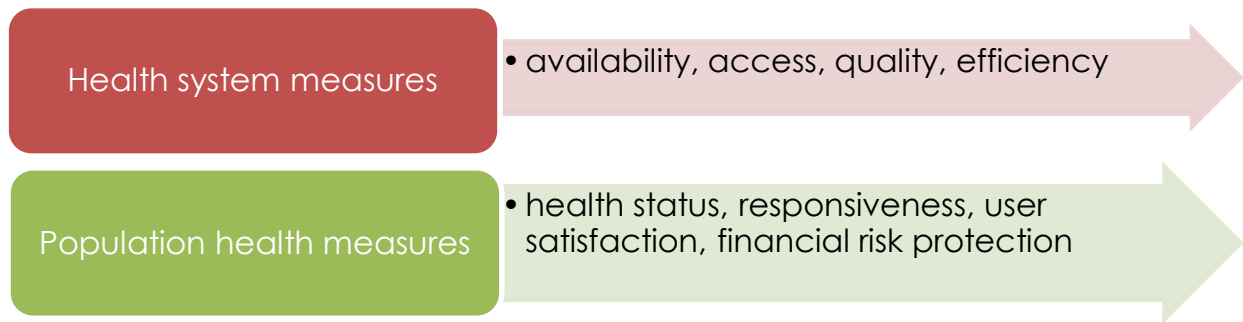 Health system measures
• availability, access, quality, efficiency
Population health measures
• health status, responsiveness, user
satisfaction, financial risk protection